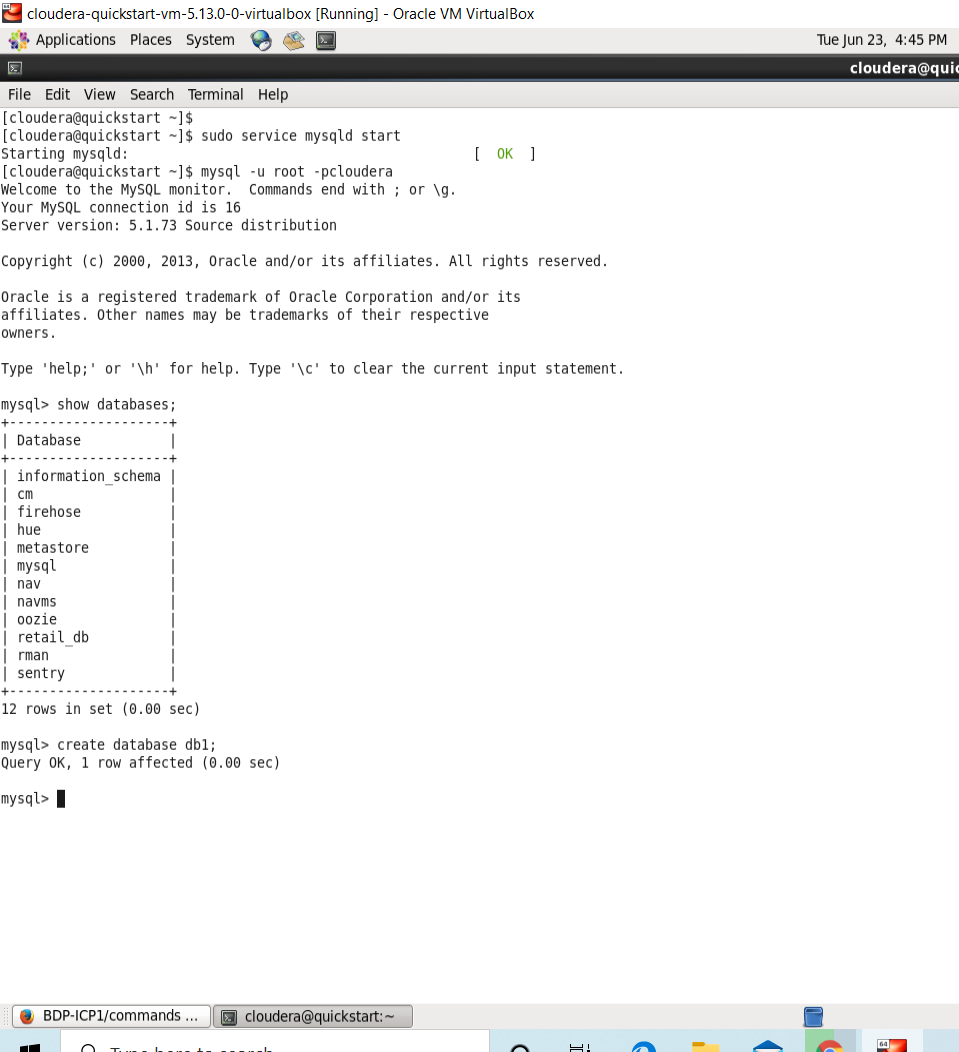 cloudera-quickstart-vm-5.13.0-0-virtualbox [Running] - Oracle VM VirtualBox
Applications Places System Tue Jun 23, 4:45 PM
cloudera@quic
File Edit View Search Terminal Help
[cloudera@quickstart ~]$
[cloudera@quickstart ~]$ sudo service mysqld start
Starting mysqld: [ OK ]
[cloudera@quickstart ~]$ mysql -u root -pcloudera
Welcome to the MySQL monitor.  Commands end with ; or \g.
Your MySQL connection id is 16
Server version: 5.1.73 Source distribution
Copyright (c) 2000, 2013, Oracle and/or its affiliates. All rights reserved.
Oracle is a registered trademark of Oracle Corporation and/or its
affiliates. Other names may be trademarks of their respective
owners.
Type 'help;' or '\h' for help. Type '\c' to clear the current input statement.
mysql> show databases;
+--------------------+
| Database           |
+--------------------+
| information_schema |
| cm                 |
| firehose           |
| hue                |
| metastore          |
| mysql              |
| nav                |
| navms              |
| oozie              |
| retail_db          |
| rman               |
| sentry             |
+--------------------+
12 rows in set (0.00 sec)
mysql> create database db1;
Query OK, 1 row affected (0.00 sec)
mysql>
BDP-ICP1/commands ... cloudera@quickstart:~
Type here to search